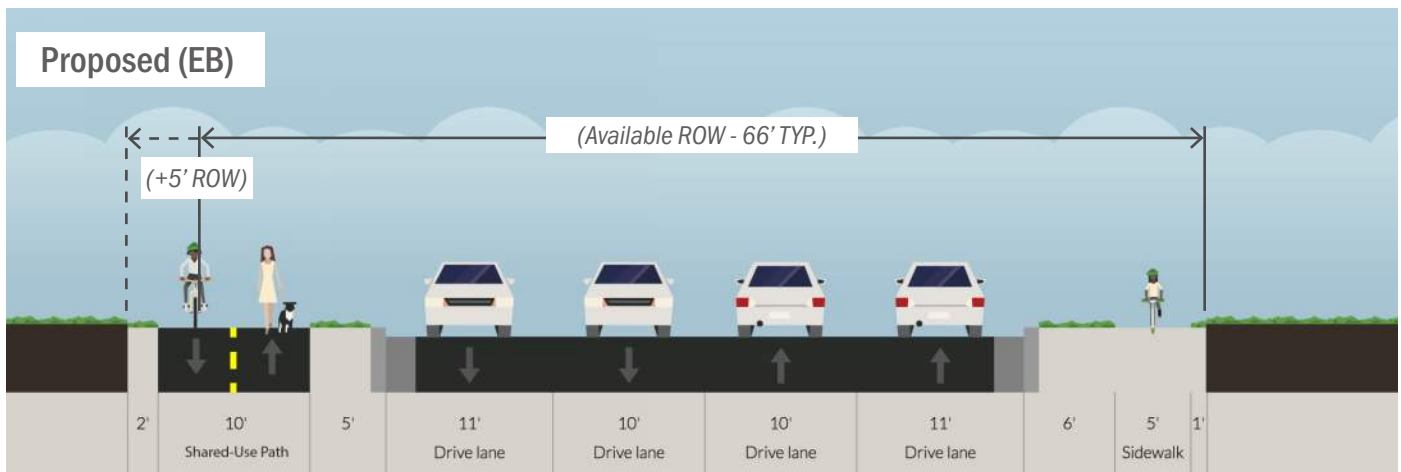 Proposed (EB)
(Available ROW - 66' TYP.)
(+5' ROW)
2' 10' 5' 11' 10' 10' 11' 6' 5' 1'
Shared-Use Path Drive lane Drive lane Drive lane Drive lane Sidewalk